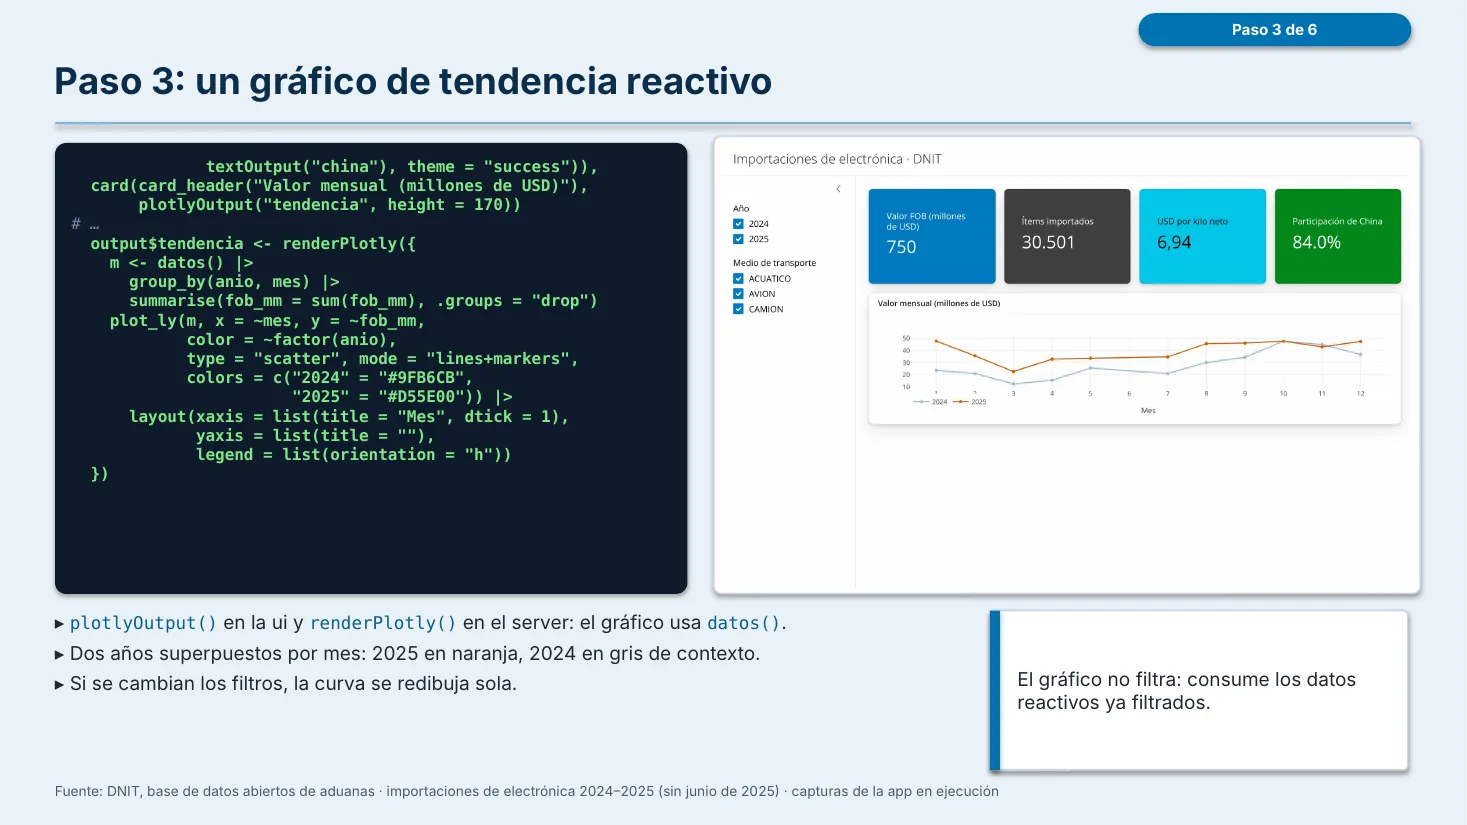 Paso 3 de 6
Paso 3: un gráfico de tendencia reactivo
textOutput("china"), theme = "success")),
card(card_header("Valor mensual (millones de USD)"),
plotlyOutput("tendencia", height = 170))
# …
output$tendencia <- renderPlotly({
m <- datos() |>
group_by(anio, mes) |>
summarise(fob_mm = sum(fob_mm), .groups = "drop")
plot_ly(m, x = ~mes, y = ~fob_mm,
color = ~factor(anio),
type = "scatter", mode = "lines+markers",
colors = c("2024" = "#9FB6CB",
"2025" = "#D55E00")) |>
layout(xaxis = list(title = "Mes", dtick = 1),
yaxis = list(title = ""),
legend = list(orientation = "h"))
})
Importaciones de electrónica · DNIT
Año
2024
2025
Medio de transporte
ACUATICO
AVION
CAMION
Valor FOB (millones
de USD)
750
Ítems importados
30.501
USD por kilo neto
6,94
Participación de China
84.0%
Valor mensual (millones de USD)
50
40
30
20
10
1 2 3 4 5 6 7 8 9 10 11 12
2024 2025
Mes
▸ plotlyOutput() en la ui y renderPlotly() en el server: el gráfico usa datos().
▸ Dos años superpuestos por mes: 2025 en naranja, 2024 en gris de contexto.
▸ Si se cambian los filtros, la curva se redibuja sola.
El gráfico no filtra: consume los datos
reactivos ya filtrados.
Fuente: DNIT, base de datos abiertos de aduanas · importaciones de electrónica 2024–2025 (sin junio de 2025) · capturas de la app en ejecución